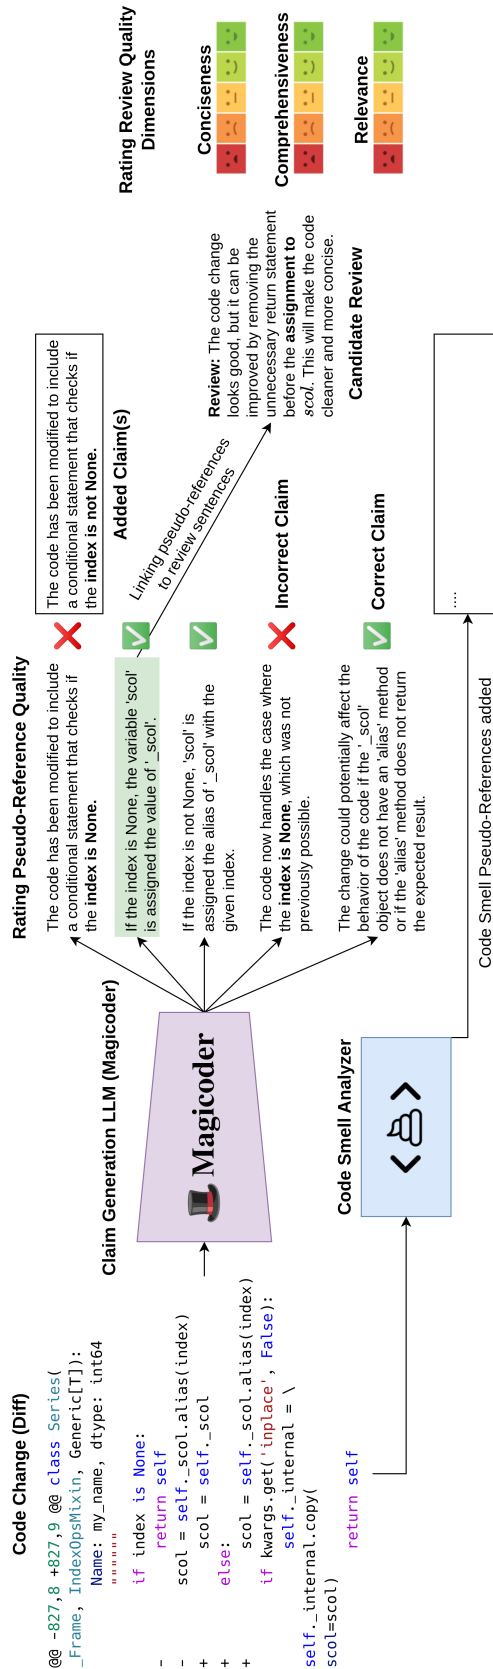 Code Change (Diff)
@@ -827,8 +827,9 @@ class Series(
_Frame, IndexOpsMixin, Generic[T]):
Name: my_name, dtype: int64
"""""" 
if index is None:
- return self
- scol = self._scol.alias(index)
+ scol = self._scol
+ else:
+ scol = self._scol.alias(index)
if kwargs.get('inplace', False):
self._internal = \
self._internal.copy(
scol=scol)
return self
Claim Generation LLM (Magicoder)
Magicoder
Code Smell Analyzer
Rating Pseudo-Reference Quality
The code has been modified to include
a conditional statement that checks if
the index is None.
If the index is None, the variable 'scol'
is assigned the value of '_scol'.
If the index is not None, 'scol' is
assigned the alias of '_scol' with the
given index.
The code now handles the case where
the index is None, which was not
previously possible.
The change could potentially affect the
behavior of the code if the '_scol'
object does not have an 'alias' method
or if the 'alias' method does not return
the expected result.
Code Smell Pseudo-References added
The code has been modified to include
a conditional statement that checks if
the index is not None.
Added Claim(s)
Linking pseudo-references
to review sentences
Incorrect Claim
Correct Claim
....
Review: The code change
looks good, but it can be
improved by removing the
unnecessary return statement
before the assignment to
scol. This will make the code
cleaner and more concise.
Candidate Review
Rating Review Quality
Dimensions
Conciseness
Comprehensiveness
Relevance